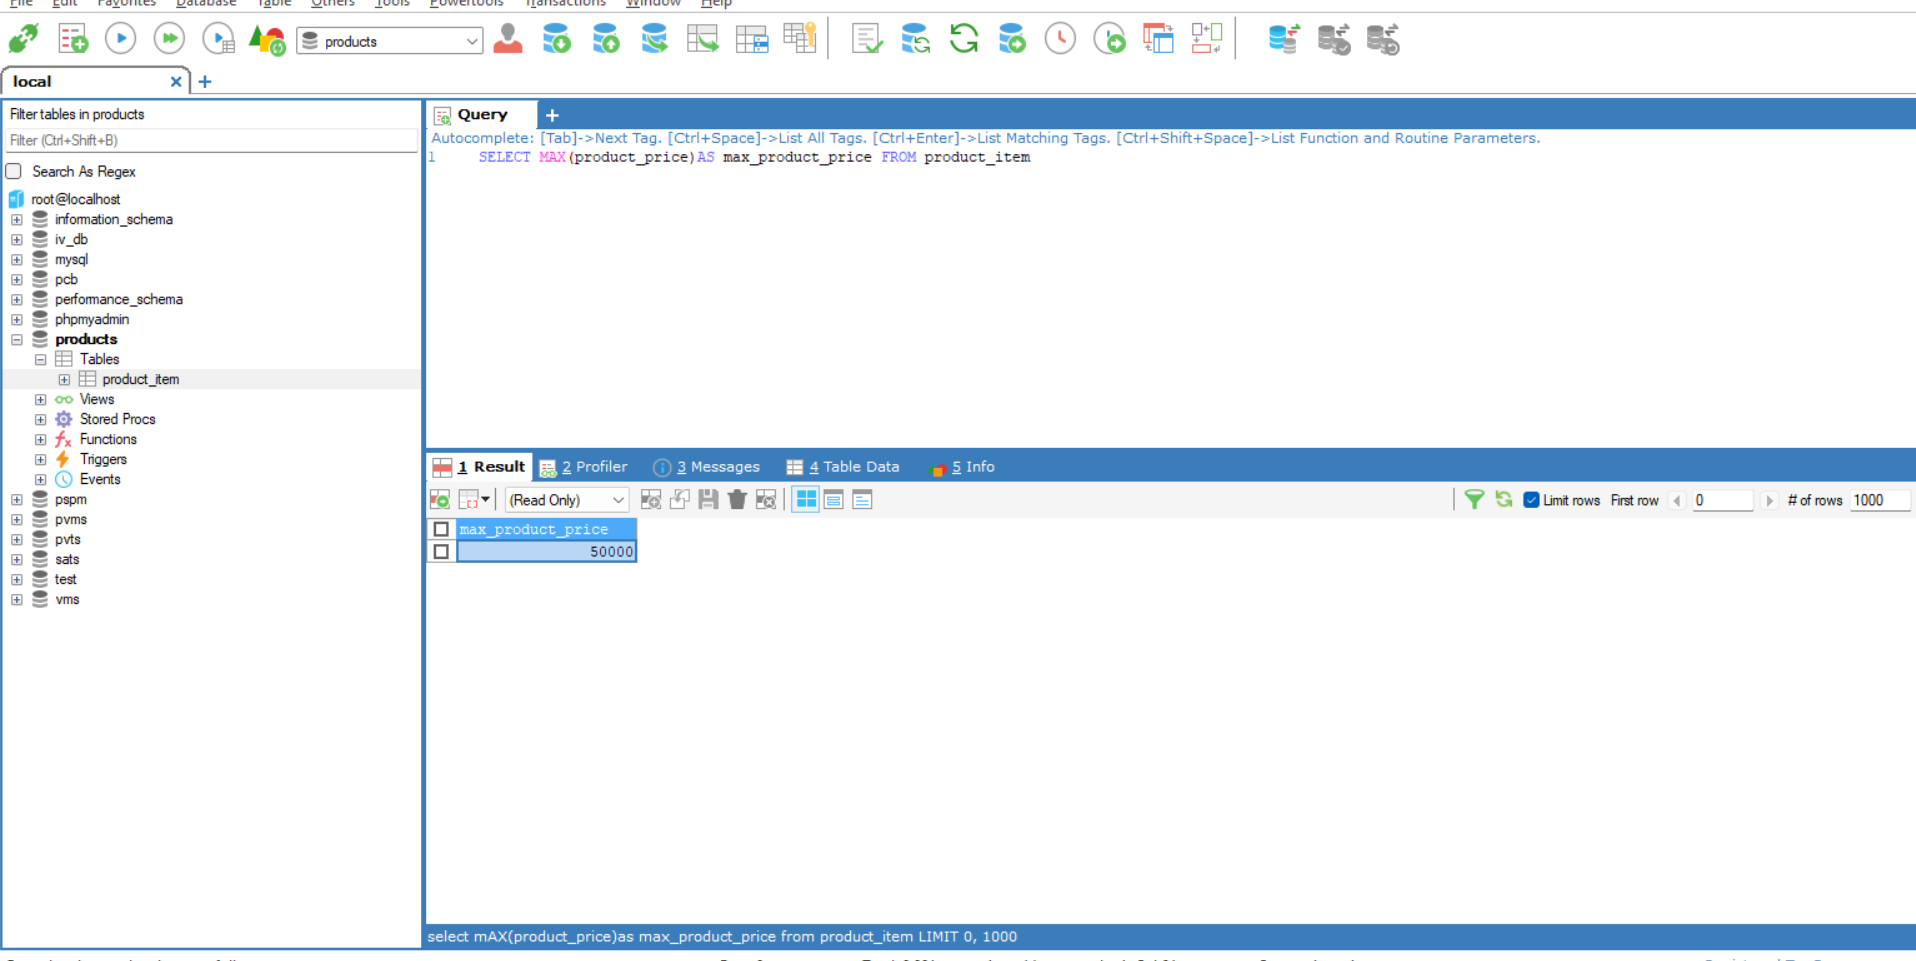 File Edit Favorites Database Table Others Tools Powertools Transactions Window Help
products
local
Filter tables in products
Filter (Ctrl+Shift+B)
Search As Regex
root@localhost
information_schema
iv_db
mysql
pcb
performance_schema
phpmyadmin
products
Tables
product_item
Views
Stored Procs
Functions
Triggers
Events
pspm
pvms
pvts
sats
test
vms
Query
Autocomplete: [Tab]->Next Tag. [Ctrl+Space]->List All Tags. [Ctrl+Enter]->List Matching Tags. [Ctrl+Shift+Space]->List Function and Routine Parameters.
1 SELECT MAX(product_price)AS max_product_price FROM product_item
1 Result 2 Profiler 3 Messages 4 Table Data 5 Info
(Read Only) Limit rows First row 0 # of rows 1000
max_product_price
50000
select mAX(product_price)as max_product_price from product_item LIMIT 0, 1000